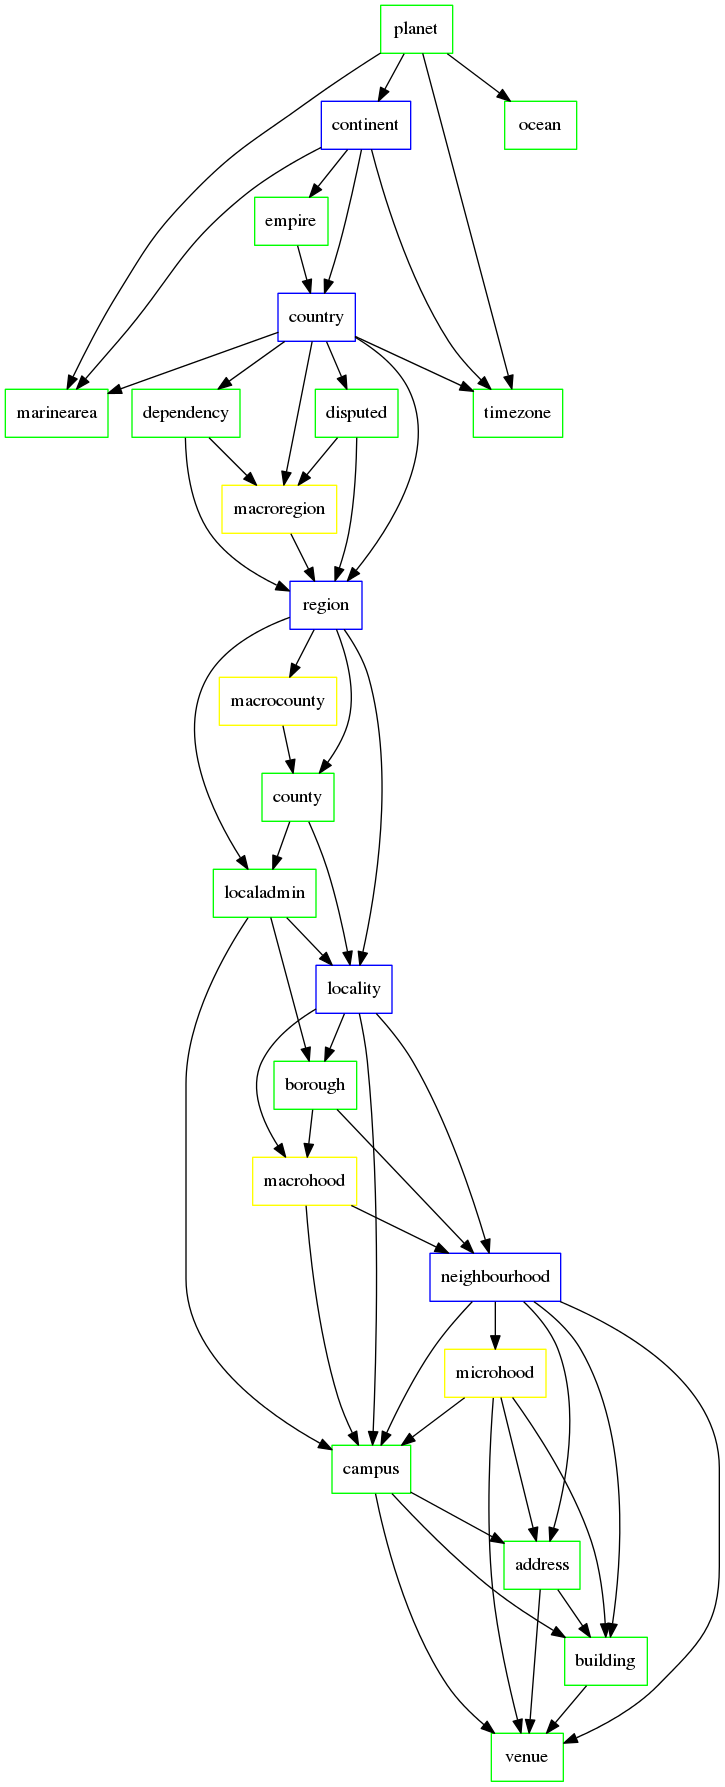 planet
continent
ocean
empire
country
marinearea
dependency
disputed
timezone
macroregion
region
macrocounty
county
localadmin
locality
borough
macrohood
neighbourhood
microhood
campus
address
building
venue